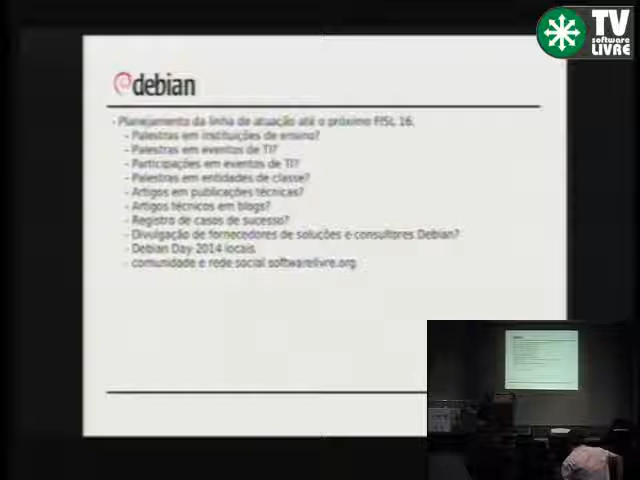 TV
software
LIVRE
debian
- Planejamento da linha de atuação até o próximo FISL 16.
- Palestras em instituições de ensino?
- Palestras em eventos de TI?
- Participações em eventos de TI?
- Palestras em entidades de classe?
- Artigos em publicações técnicas?
- Artigos técnicos em blogs?
- Registro de casos de sucesso?
- Divulgação de fornecedores de soluções e consultores Debian?
- Debian Day 2014 locais
- comunidade e rede social softwarelivre.org